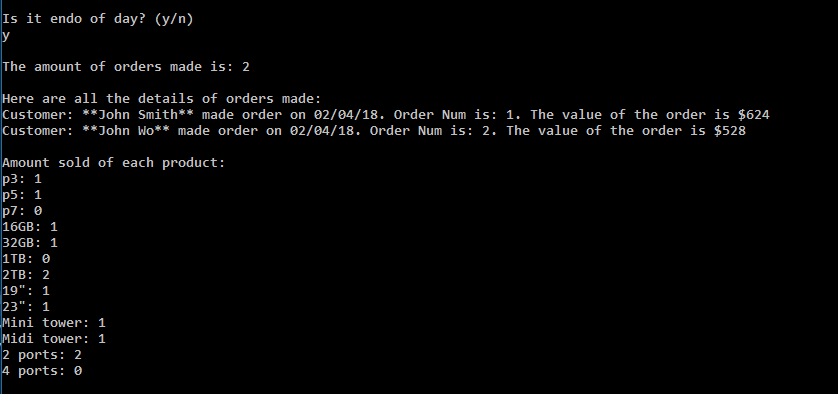 Is it endo of day? (y/n)
y
The amount of orders made is: 2
Here are all the details of orders made:
Customer: **John Smith** made order on 02/04/18. Order Num is: 1. The value of the order is $624
Customer: **John Wo** made order on 02/04/18. Order Num is: 2. The value of the order is $528
Amount sold of each product:
p3: 1
p5: 1
p7: 0
16GB: 1
32GB: 1
1TB: 0
2TB: 2
19": 1
23": 1
Mini tower: 1
Midi tower: 1
2 ports: 2
4 ports: 0